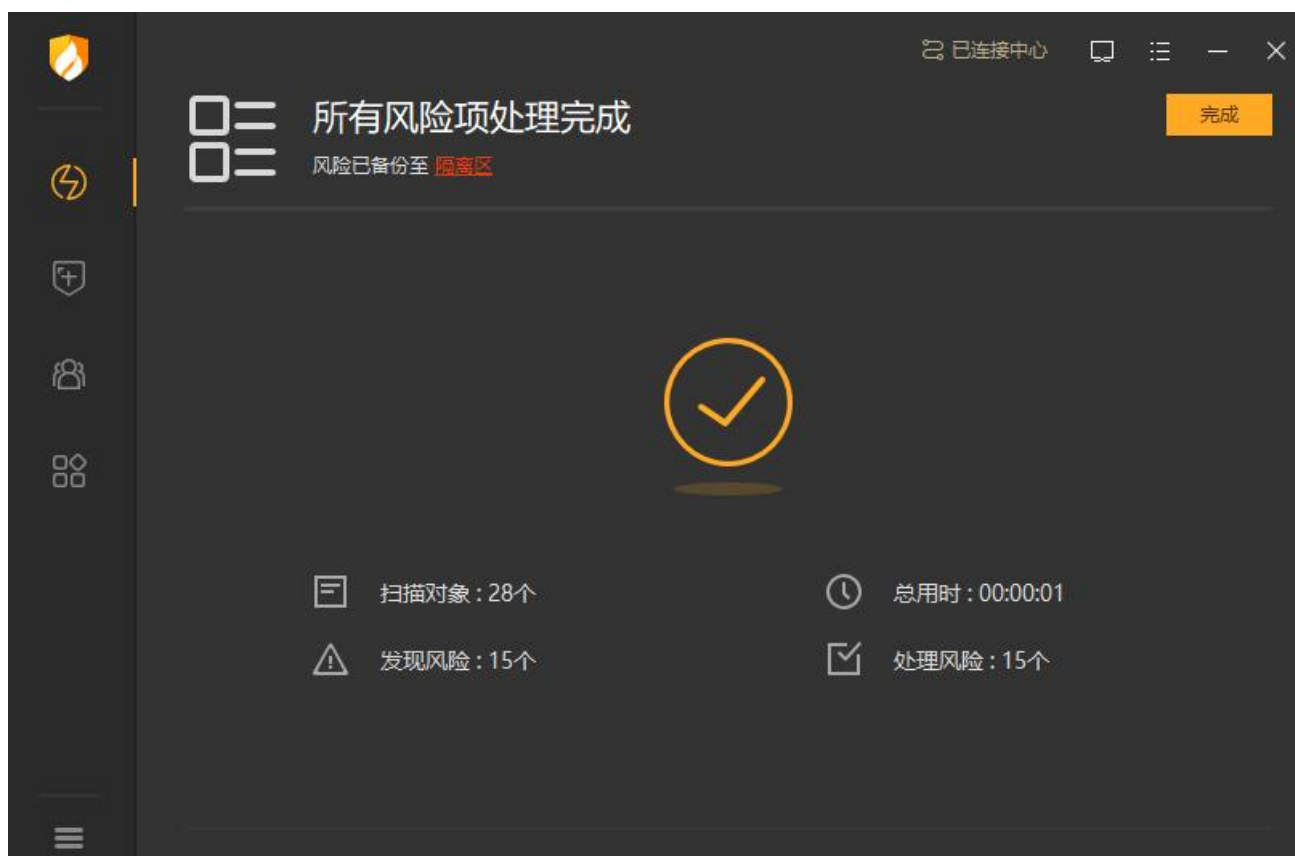 已连接中心
所有风险项处理完成
完成
风险已备份至 隔离区
扫描对象 : 28个
总用时 : 00:00:01
发现风险 : 15个
处理风险 : 15个